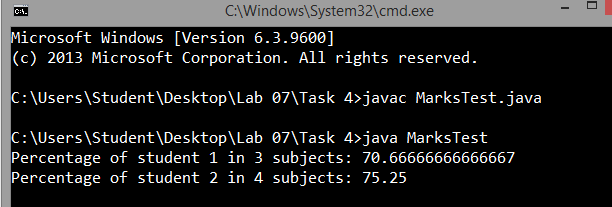 C:\Windows\System32\cmd.exe
Microsoft Windows [Version 6.3.9600]
(c) 2013 Microsoft Corporation. All rights reserved.
C:\Users\Student\Desktop\Lab 07\Task 4>javac MarksTest.java
C:\Users\Student\Desktop\Lab 07\Task 4>java MarksTest
Percentage of student 1 in 3 subjects: 70.66666666666667
Percentage of student 2 in 4 subjects: 75.25